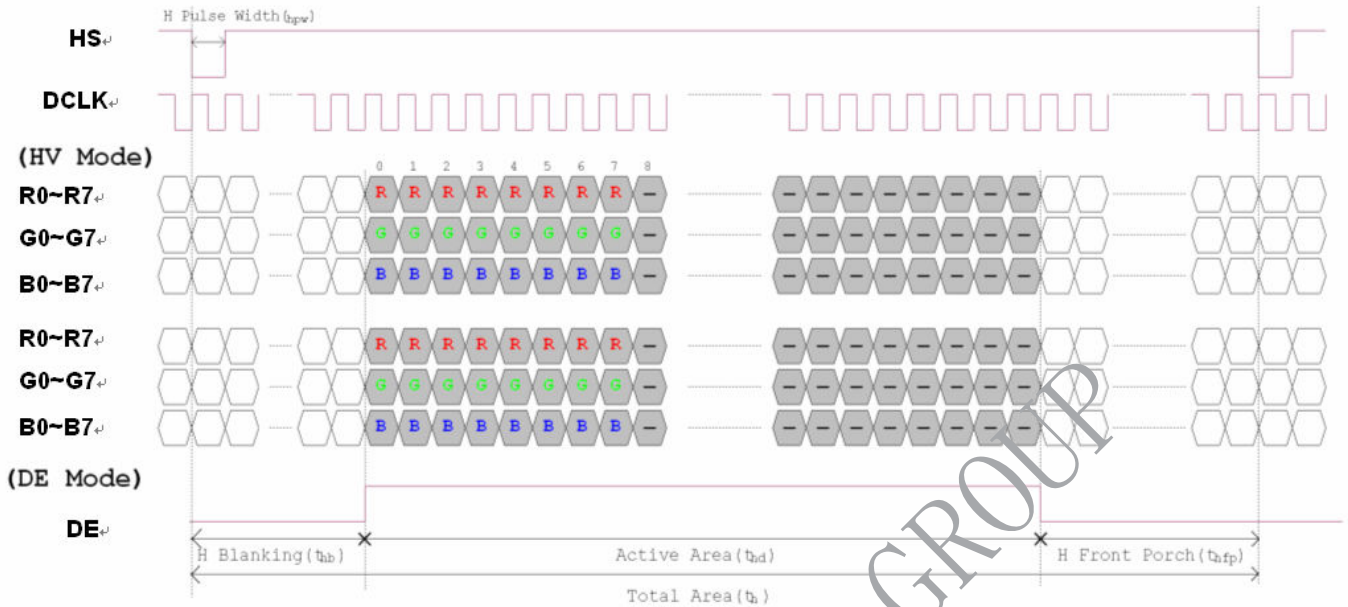 H Pulse Width(thpw)
HS
DCLK
(HV Mode)
0 1 2 3 4 5 6 7 8
R0~R7 R R R R R R R R - - - - - - - - -
G0~G7 G G G G G G G G - - - - - - - - -
B0~B7 B B B B B B B B - - - - - - - - -
R0~R7 R R R R R R R R - - - - - - - - -
G0~G7 G G G G G G G G - - - - - - - - -
B0~B7 B B B B B B B B - - - - - - - - -
(DE Mode)
DE
H Blanking(thb) Active Area(thd) H Front Porch(thfp)
Total Area(th)
GROUP